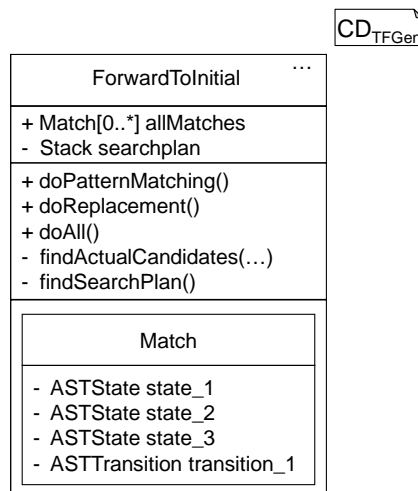 CDTFGen
ForwardToInitial ...
+ Match[0..*] allMatches
- Stack searchplan
+ doPatternMatching()
+ doReplacement()
+ doAll()
- findActualCandidates(...)
- findSearchPlan()
Match
- ASTState state_1
- ASTState state_2
- ASTState state_3
- ASTTransition transition_1